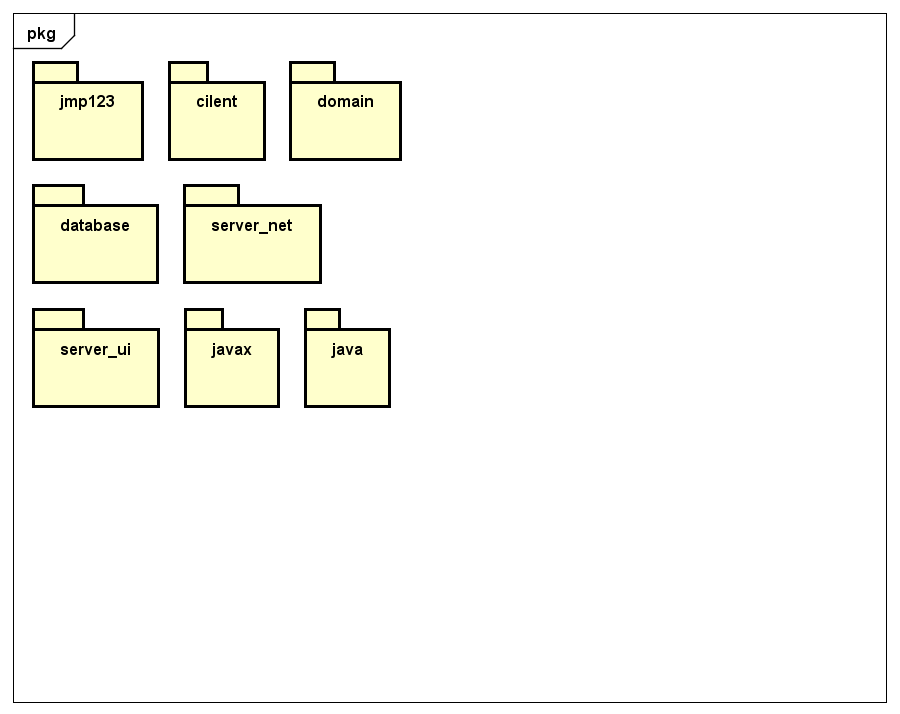 pkg
jmp123
cilent
domain
database
server_net
server_ui
javax
java